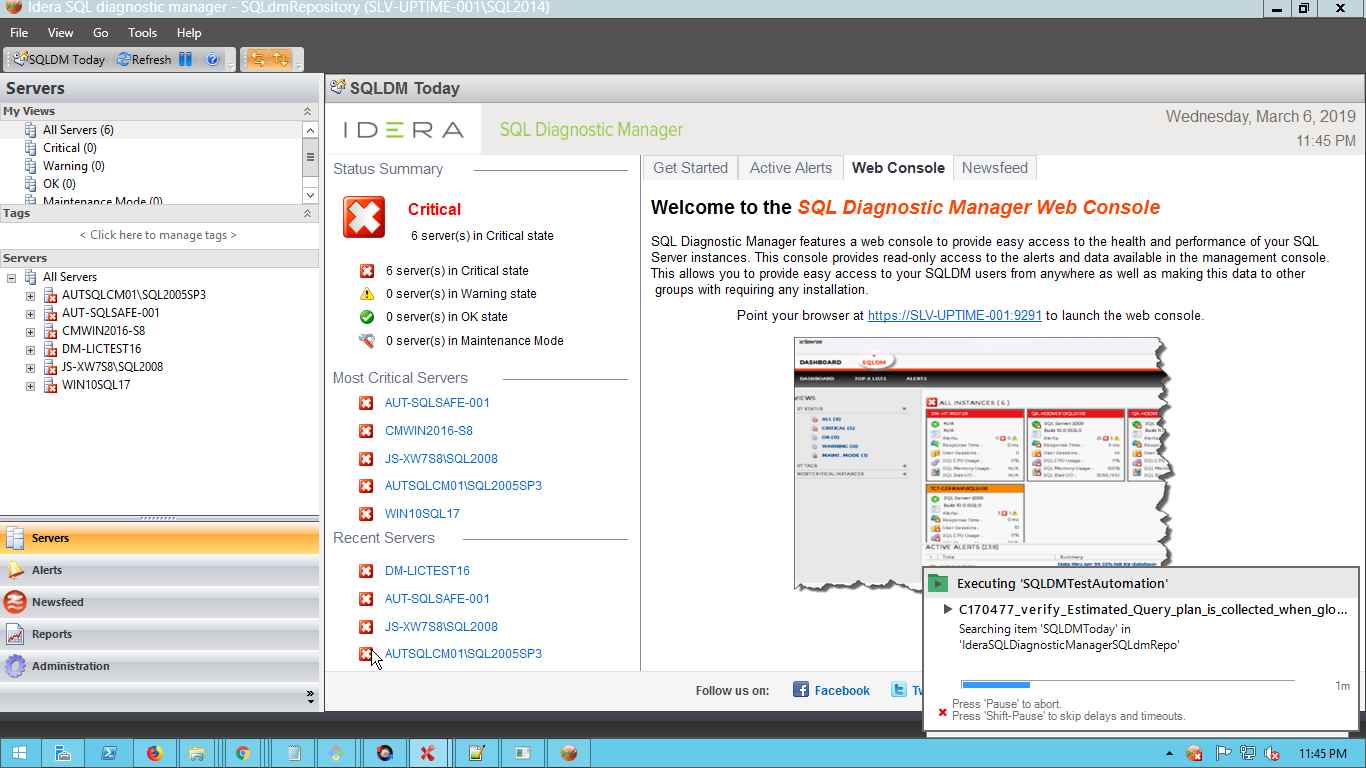 Idera SQL diagnostic manager - SQLdmRepository (SLV-UPTIME-001\SQL2014)
File View Go Tools Help
SQLDM Today Refresh
Servers
My Views
All Servers (6)
Critical (0)
Warning (0)
OK (0)
Maintenance Mode (0)
Tags
< Click here to manage tags >
Servers
All Servers
AUTSQLCM01\SQL2005SP3
AUT-SQLSAFE-001
CMWIN2016-S8
DM-LICTEST16
JS-XW7S8\SQL2008
WIN10SQL17
Servers
Alerts
Newsfeed
Reports
Administration
SQLDM Today
IDERA SQL Diagnostic Manager
Wednesday, March 6, 2019
11:45 PM
Status Summary
Critical
6 server(s) in Critical state
6 server(s) in Critical state
0 server(s) in Warning state
0 server(s) in OK state
0 server(s) in Maintenance Mode
Most Critical Servers
AUT-SQLSAFE-001
CMWIN2016-S8
JS-XW7S8\SQL2008
AUTSQLCM01\SQL2005SP3
WIN10SQL17
Recent Servers
DM-LICTEST16
AUT-SQLSAFE-001
JS-XW7S8\SQL2008
AUTSQLCM01\SQL2005SP3
Get Started Active Alerts Web Console Newsfeed
Welcome to the SQL Diagnostic Manager Web Console
SQL Diagnostic Manager features a web console to provide easy access to the health and performance of your SQL
Server instances. This console provides read-only access to the alerts and data available in the management console.
This allows you to provide easy access to your SQLDM users from anywhere as well as making this data to other
groups with requiring any installation.
Point your browser at https://SLV-UPTIME-001:9291 to launch the web console.
DASHBOARD SQLDM
DASHBOARD TOP X LISTS ALERTS
ALL INSTANCES ( 6 )
Follow us on: Facebook
Executing 'SQLDMTestAutomation'
C170477_verify_Estimated_Query_plan_is_collected_when_glo...
Searching item 'SQLDMToday' in
'IderaSQLDiagnosticManagerSQLdmRepo'
1m
Press 'Pause' to abort.
Press 'Shift-Pause' to skip delays and timeouts.
11:45 PM